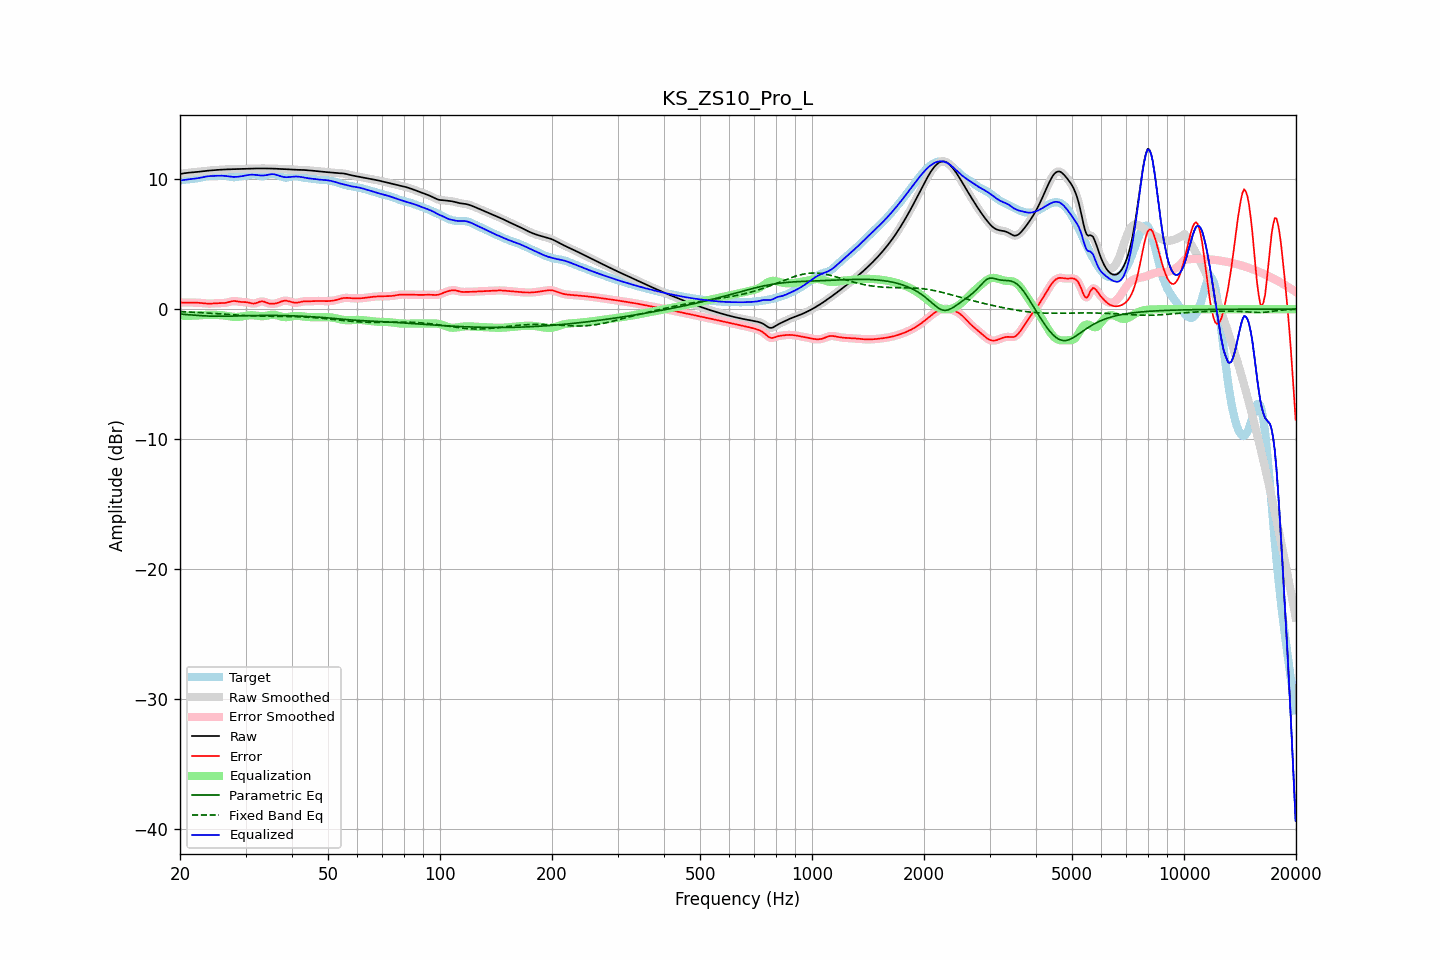 KS_ZS10_Pro_L
10
0
−10
−20
−30
−40
Amplitude (dBr)
Target
Raw Smoothed
Error Smoothed
Raw
Error
Equalization
Parametric Eq
Fixed Band Eq
Equalized
20
50
100
200
500
1000
2000
5000
10000
20000
Frequency (Hz)